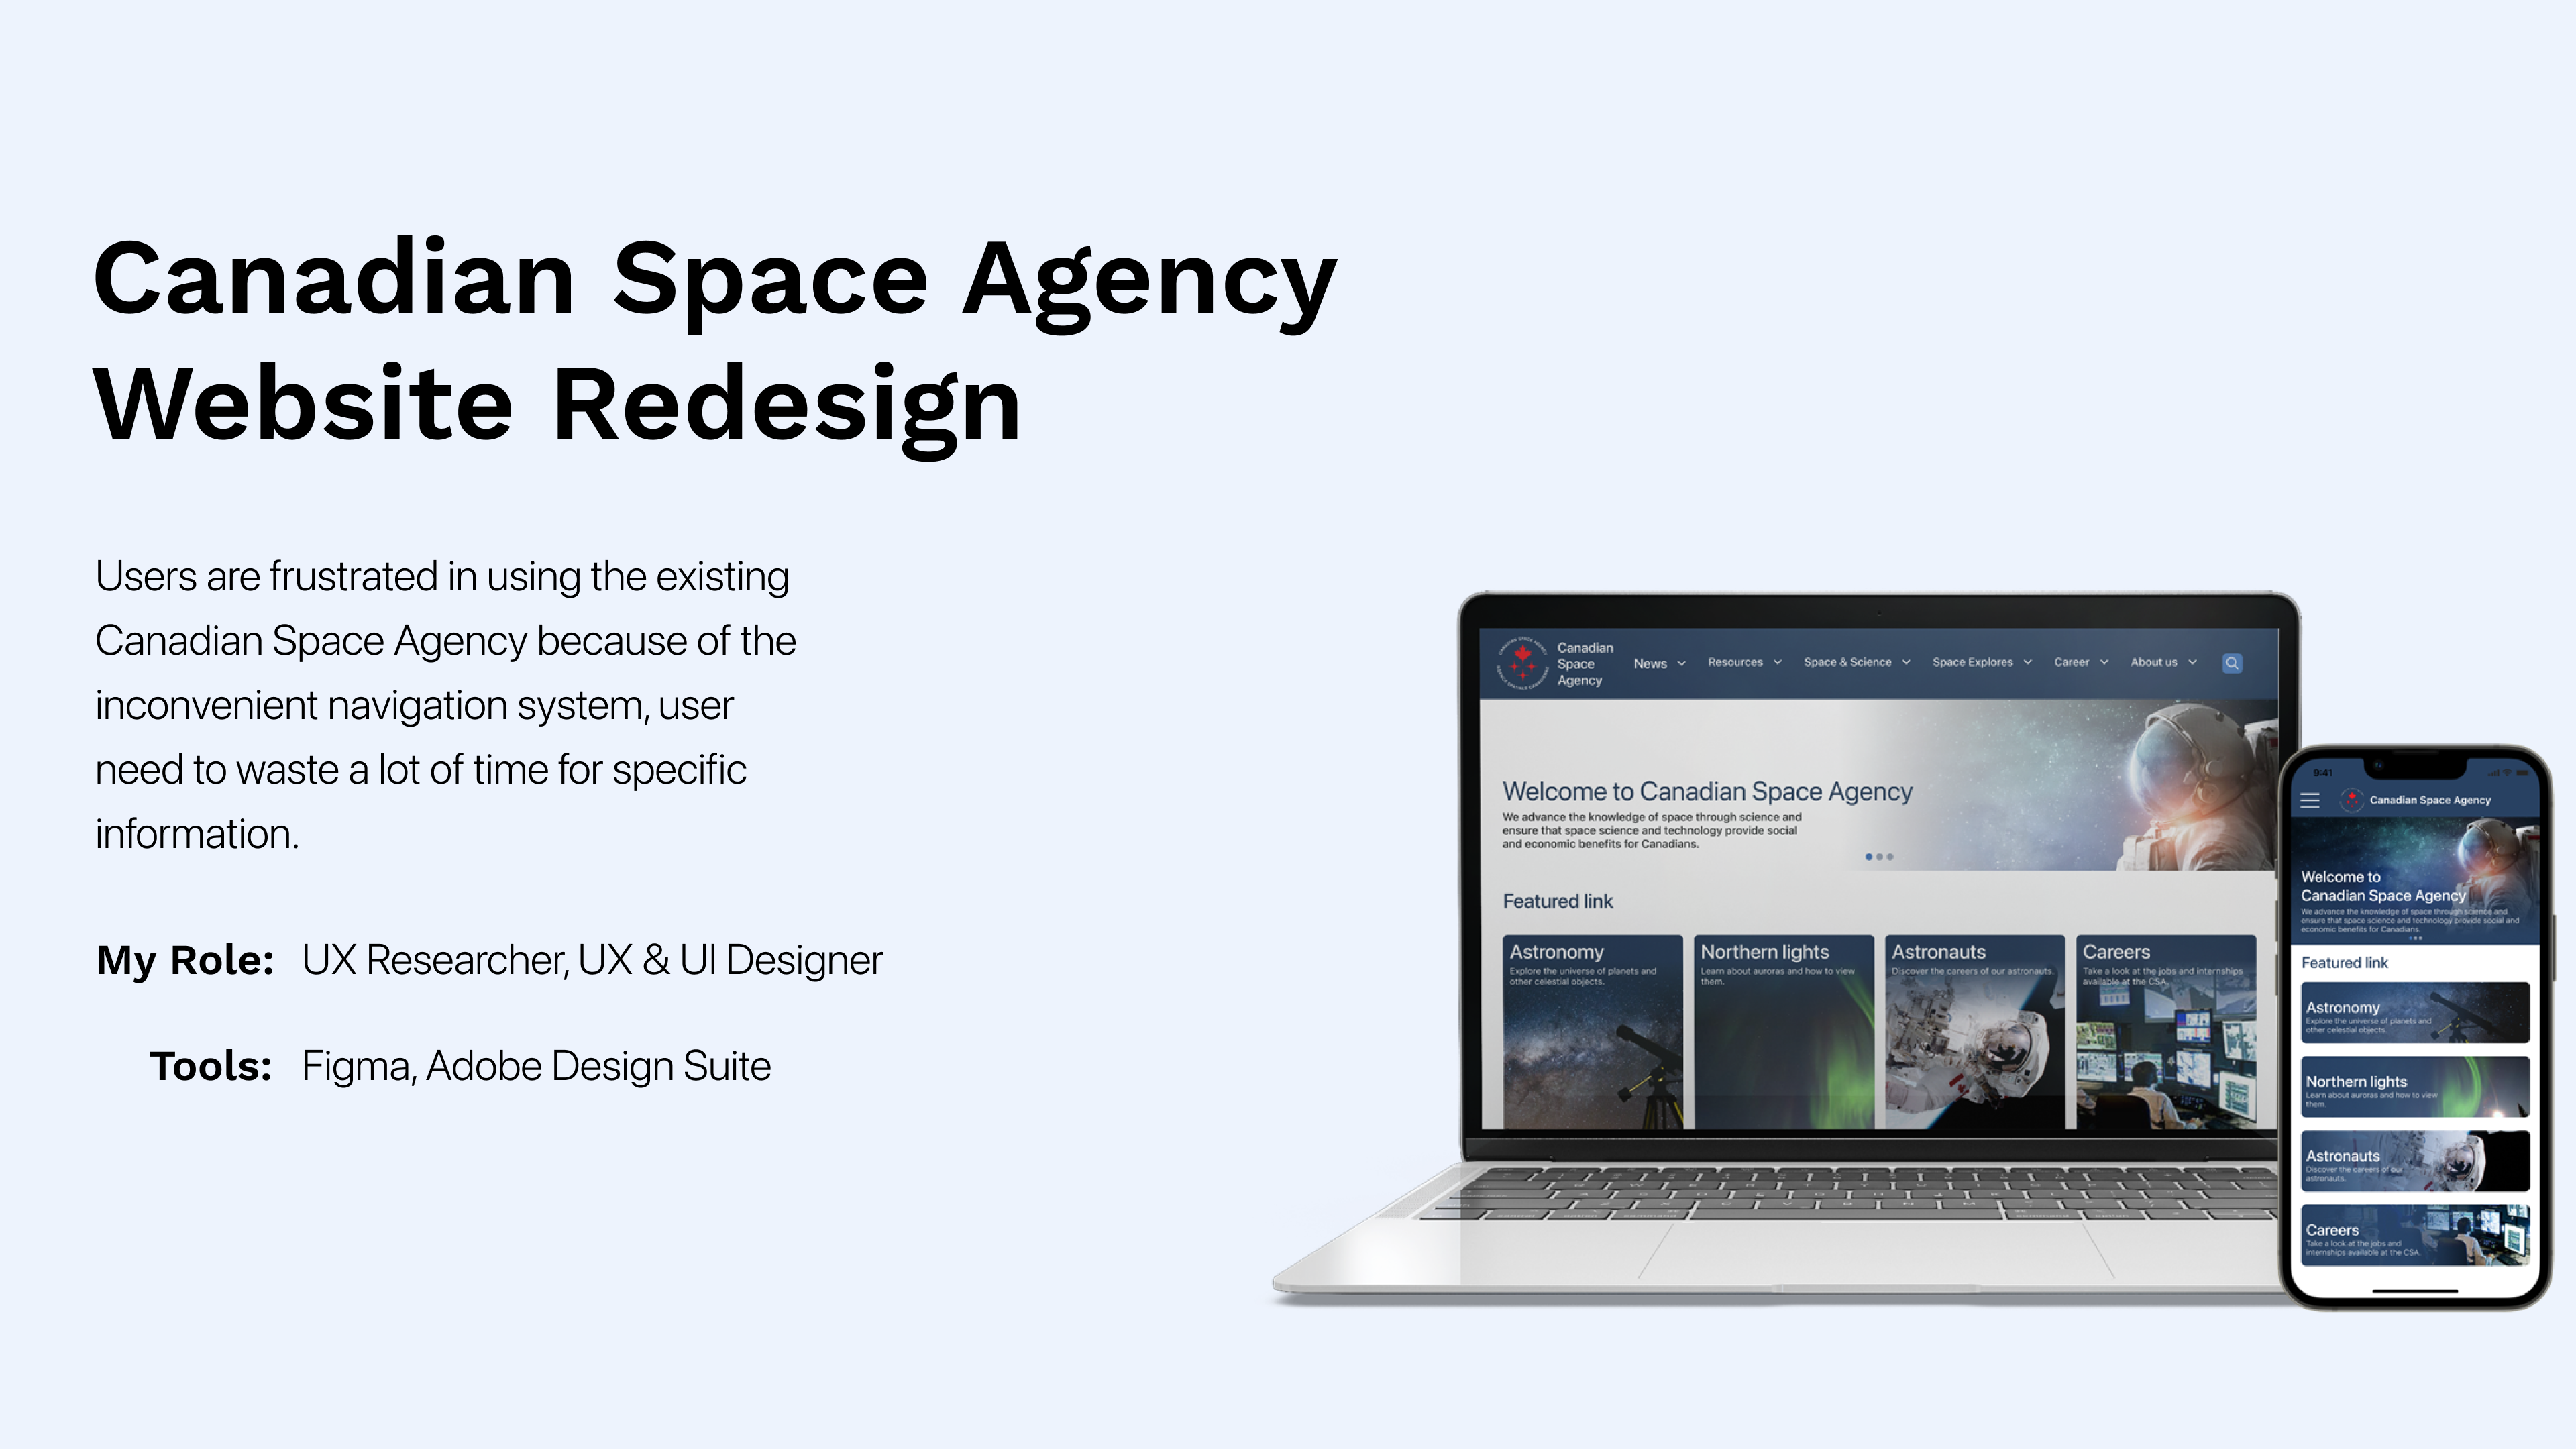 Canadian Space Agency
Website Redesign
Users are frustrated in using the existing
Canadian Space Agency because of the
inconvenient navigation system, user
need to waste a lot of time for specific
information.
My Role: UX Researcher, UX & UI Designer
Tools: Figma, Adobe Design Suite
Canadian
Space
Agency
News
Resources
Space & Science
Space Explores
Career
About us
Welcome to Canadian Space Agency
We advance the knowledge of space through science and
ensure that space science and technology provide social
and economic benefits for Canadians.
Featured link
Astronomy
Explore the universe of planets and
other celestial objects.
Northern lights
Learn about auroras and how to view
them.
Astronauts
Discover the careers of our astronauts.
Careers
Take a look at the jobs and internships
available at the CSA.
9:41
Canadian Space Agency
Welcome to
Canadian Space Agency
We advance the knowledge of space through science and
ensure that space science and technology provide social and
economic benefits for Canadians.
Featured link
Astronomy
Explore the universe of planets and
other celestial objects.
Northern lights
Learn about auroras and how to view
them.
Astronauts
Discover the careers of our
astronauts.
Careers
Take a look at the jobs and
internships available at the CSA.